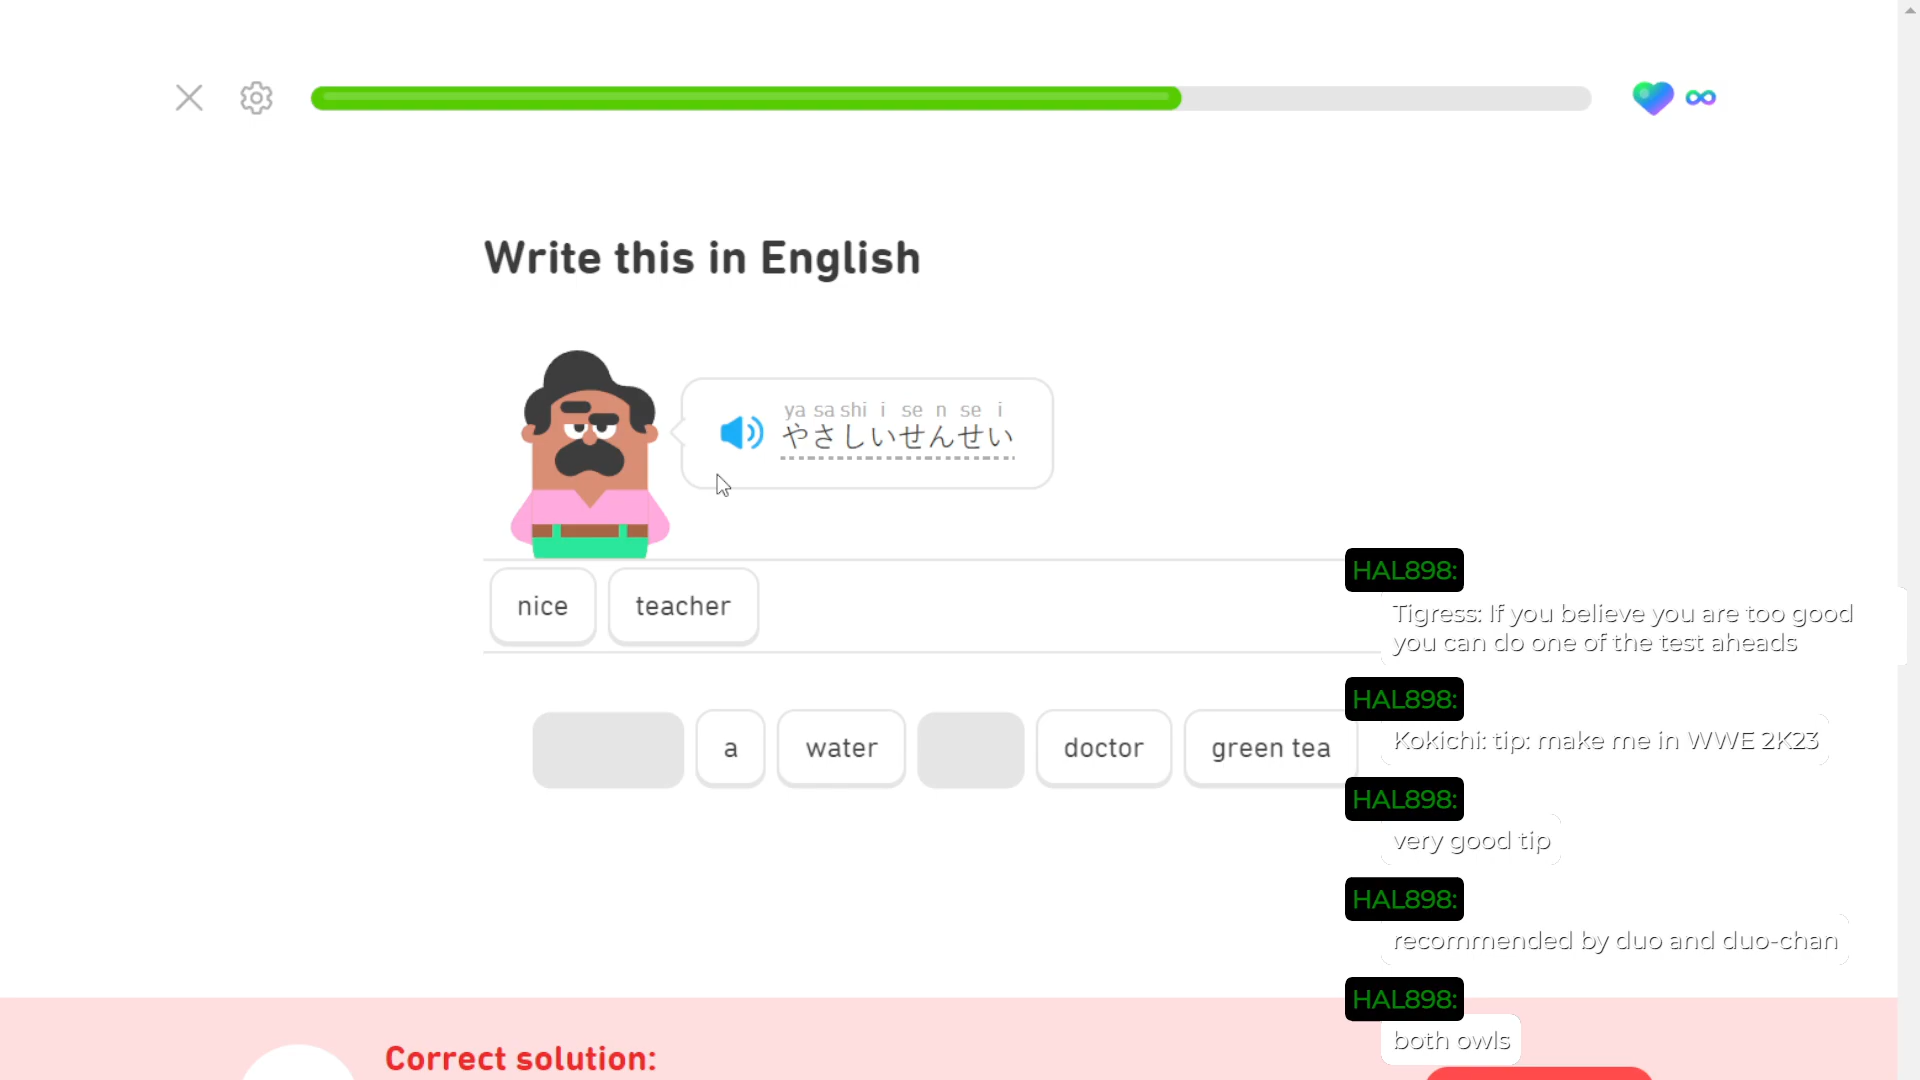 Write this in English
ya sa shi i se n se i
やさしいせんせい
nice teacher
a water doctor green tea
HAL898:
Tigress: If you believe you are too good
you can do one of the test aheads
HAL898:
Kokichi: tip: make me in WWE 2K23
HAL898:
very good tip
HAL898:
recommended by duo and duo-chan
HAL898:
both owls
Correct solution: